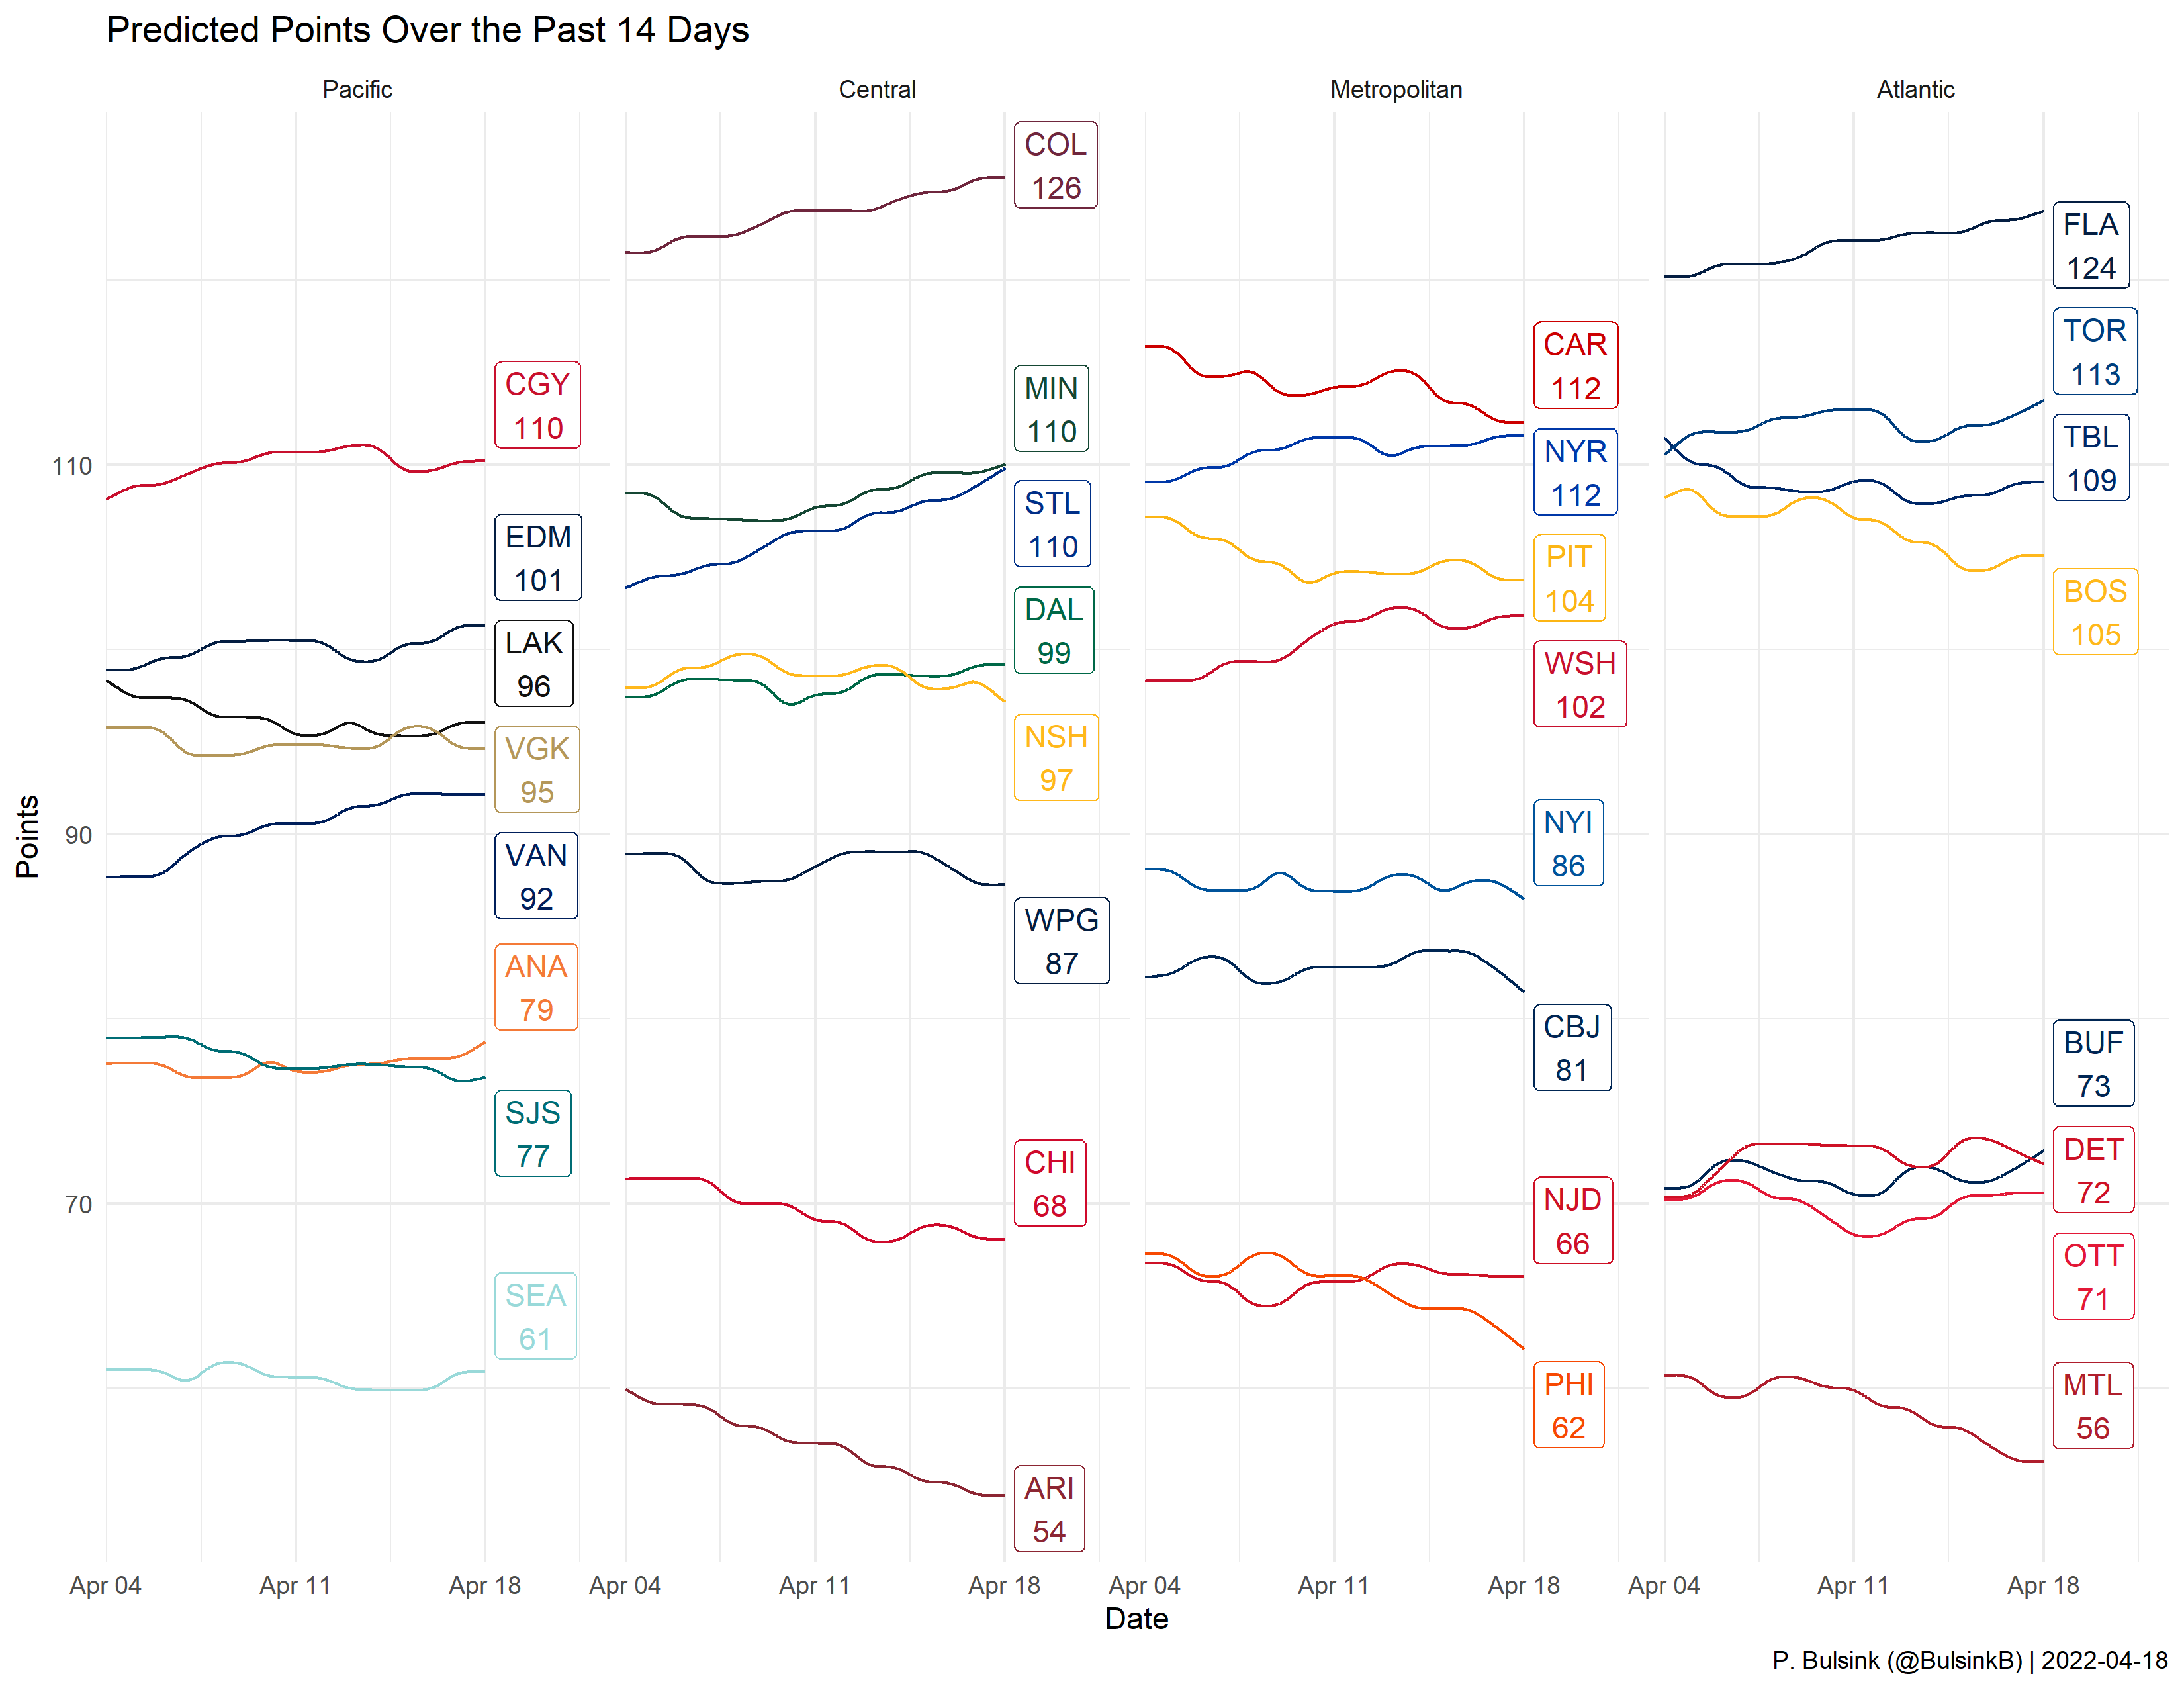 Predicted Points Over the Past 14 Days
Pacific
Central
Metropolitan
Atlantic
Points
110
90
70
CGY
110
EDM
101
LAK
96
VGK
95
VAN
92
ANA
79
SJS
77
SEA
61
COL
126
MIN
110
STL
110
DAL
99
NSH
97
WPG
87
CHI
68
ARI
54
CAR
112
NYR
112
PIT
104
WSH
102
NYI
86
CBJ
81
NJD
66
PHI
62
FLA
124
TOR
113
TBL
109
BOS
105
BUF
73
DET
72
OTT
71
MTL
56
Apr 04 Apr 11 Apr 18 Apr 04 Apr 11 Apr 18 Apr 04 Apr 11 Apr 18 Apr 04 Apr 11 Apr 18
Date
P. Bulsink (@BulsinkB) | 2022-04-18